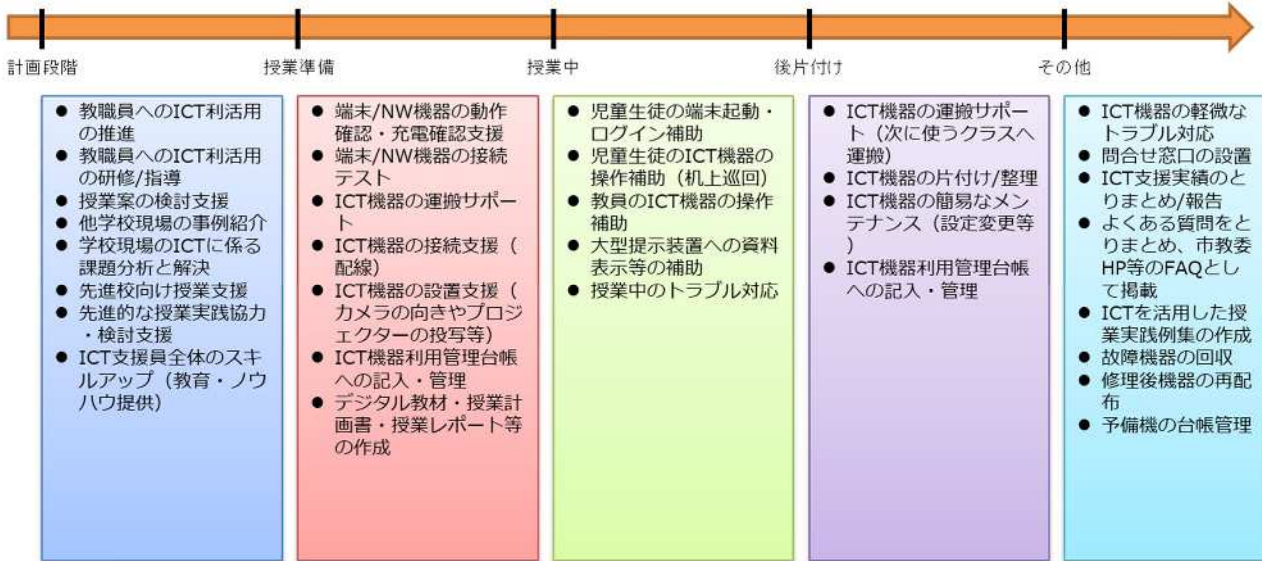 計画段階
授業準備
授業中
後片付け
その他
● 教職員へのICT利活用
の推進
● 教職員へのICT利活用
の研修/指導
● 授業案の検討支援
● 他学校現場の事例紹介
● 学校現場のICTに係る
課題分析と解決
● 先進校向け授業支援
● 先進的な授業実践協力
・検討支援
● ICT支援員全体のスキ
ルアップ（教育・ノウ
ハウ提供）
● 端末/NW機器の動作
確認・充電確認支援
● 端末/NW機器の接続
テスト
● ICT機器の運搬サポー
ト
● ICT機器の接続支援（
配線）
● ICT機器の設置支援（
カメラの向きやプロジ
ェクターの投写等）
● ICT機器利用管理台帳
への記入・管理
● デジタル教材・授業計
画書・授業レポート等
の作成
● 児童生徒の端末起動・
ログイン補助
● 児童生徒のICT機器の
操作補助（机上巡回）
● 教員のICT機器の操作
補助
● 大型提示装置への資料
表示等の補助
● 授業中のトラブル対応
● ICT機器の運搬サポー
ト（次に使うクラスへ
運搬）
● ICT機器の片付け/整理
● ICT機器の簡易なメン
テナンス（設定変更等
）
● ICT機器利用管理台帳
への記入・管理
● ICT機器の軽微な
トラブル対応
● 問合せ窓口の設置
● ICT支援実績のと
りまとめ/報告
● よくある質問をと
りまとめ、市教委
HP等のFAQとし
て掲載
● ICTを活用した授
業実践例集の作成
● 故障機器の回収
● 修理後機器の再配
布
● 予備機の台帳管理